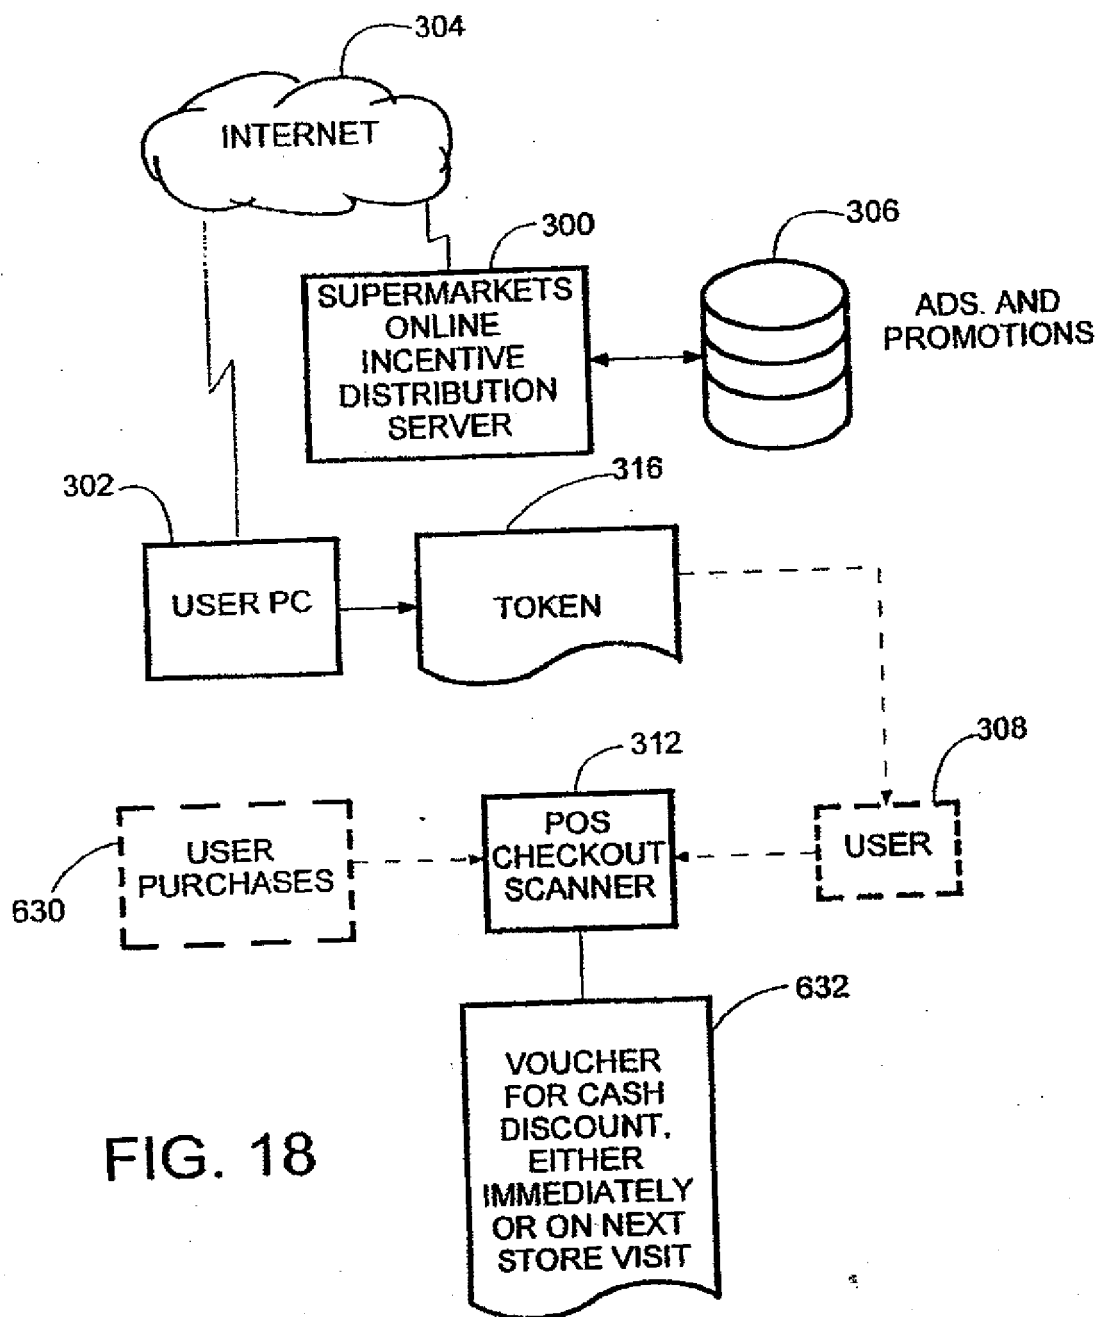 304
INTERNET
300
306
SUPERMARKETS
ONLINE
INCENTIVE
DISTRIBUTION
SERVER
ADS. AND
PROMOTIONS
302
316
USER PC
TOKEN
312
308
630
USER
PURCHASES
POS
CHECKOUT
SCANNER
USER
632
VOUCHER
FOR CASH
DISCOUNT,
EITHER
IMMEDIATELY
OR ON NEXT
STORE VISIT
FIG. 18